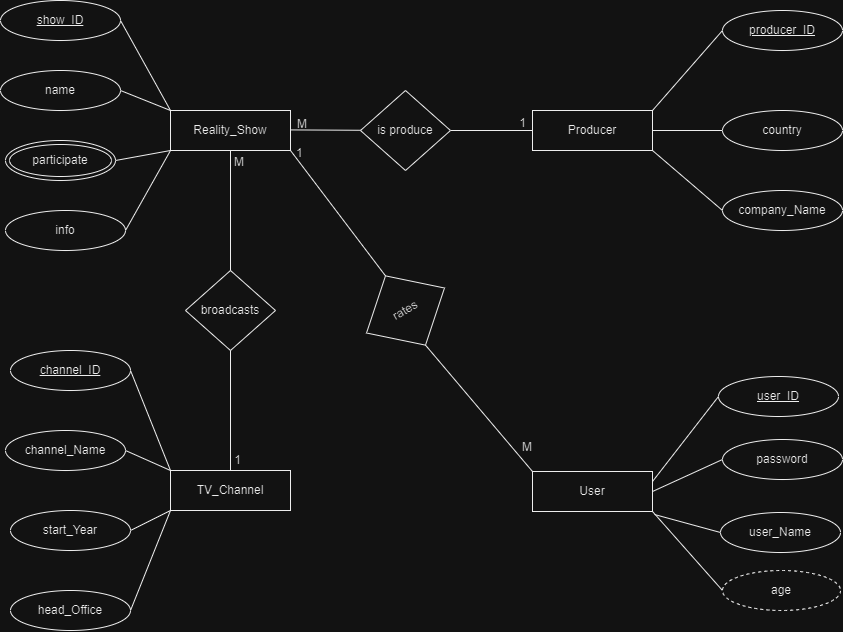 show_ID
name
participate
info
Reality_Show
M
M
1
is produce
1
Producer
producer_ID
country
company_Name
broadcasts
rates
1
M
channel_ID
channel_Name
start_Year
head_Office
TV_Channel
User
user_ID
password
user_Name
age